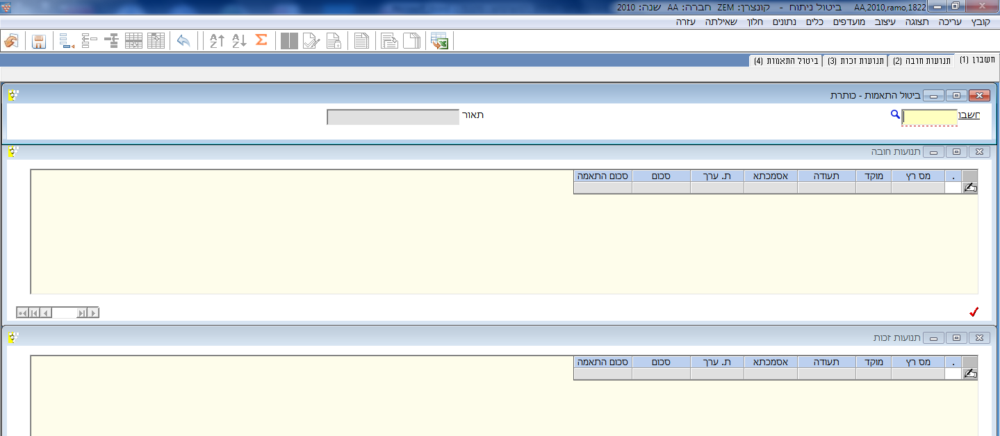 ביטול ניתוח - קונצרן: ZEM חברה: AA שנה: 2010 AA,2010,ramo,1822
קובץ עריכה תצוגה עיצוב מועדפים כלים נתונים חלון שאילתה עזרה
חשבון (1) תנועות חובה (2) תנועות זכות (3) ביטול התאמות (4)
ביטול התאמות - כותרת
חשבו תאור
תנועות חובה
. מס רץ מוקד תעודה אסמכתא ת. ערך סכום סכום התאמה
תנועות זכות
. מס רץ מוקד תעודה אסמכתא ת. ערך סכום סכום התאמה